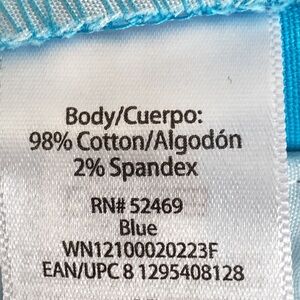 Body/Cuerpo:
98% Cotton/Algodón
2% Spandex
RN# 52469
Blue
WN12100020223F
EAN/UPC 8 1295408128